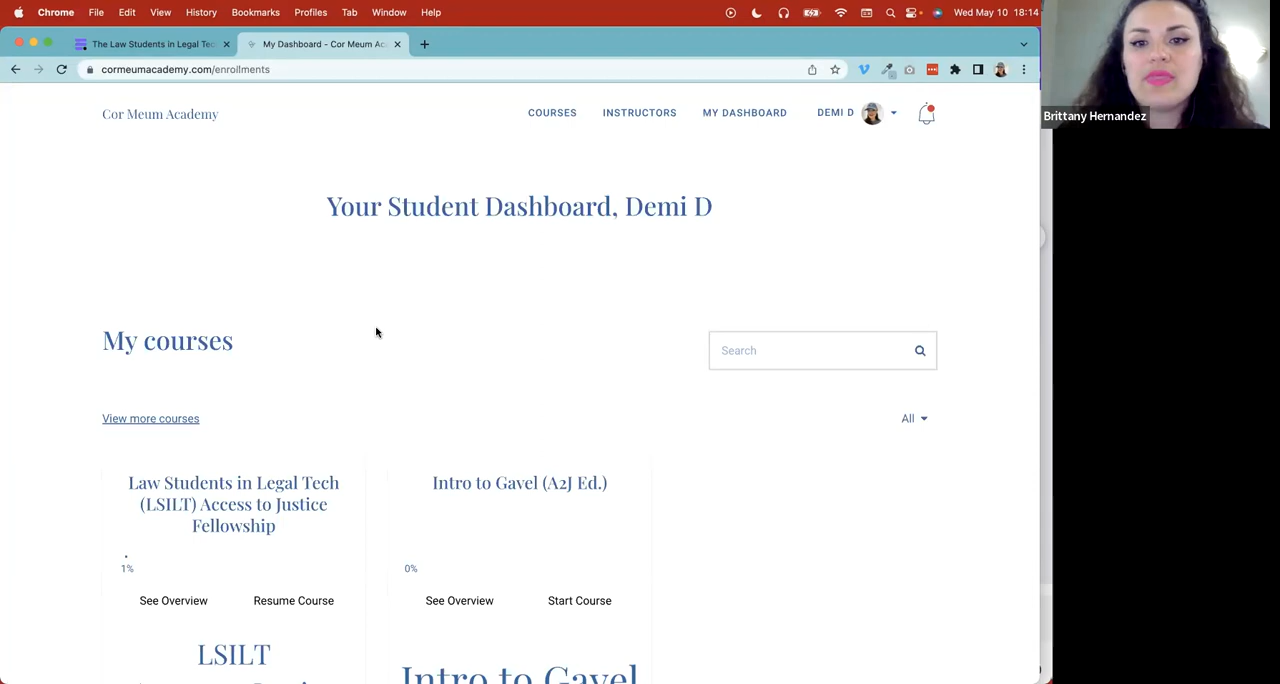 Chrome File Edit View History Bookmarks Profiles Tab Window Help Wed May 10 18:14
The Law Students in Legal Tec
My Dashboard - Cor Meum Ac
cormeumacademy.com/enrollments
Cor Meum Academy
COURSES INSTRUCTORS MY DASHBOARD DEMI D
Brittany Hernandez
Your Student Dashboard, Demi D
My courses
Search
View more courses
All
Law Students in Legal Tech
(LSILT) Access to Justice
Fellowship
1%
See Overview Resume Course
LSILT
Intro to Gavel (A2J Ed.)
0%
See Overview Start Course
Intro to Gavel